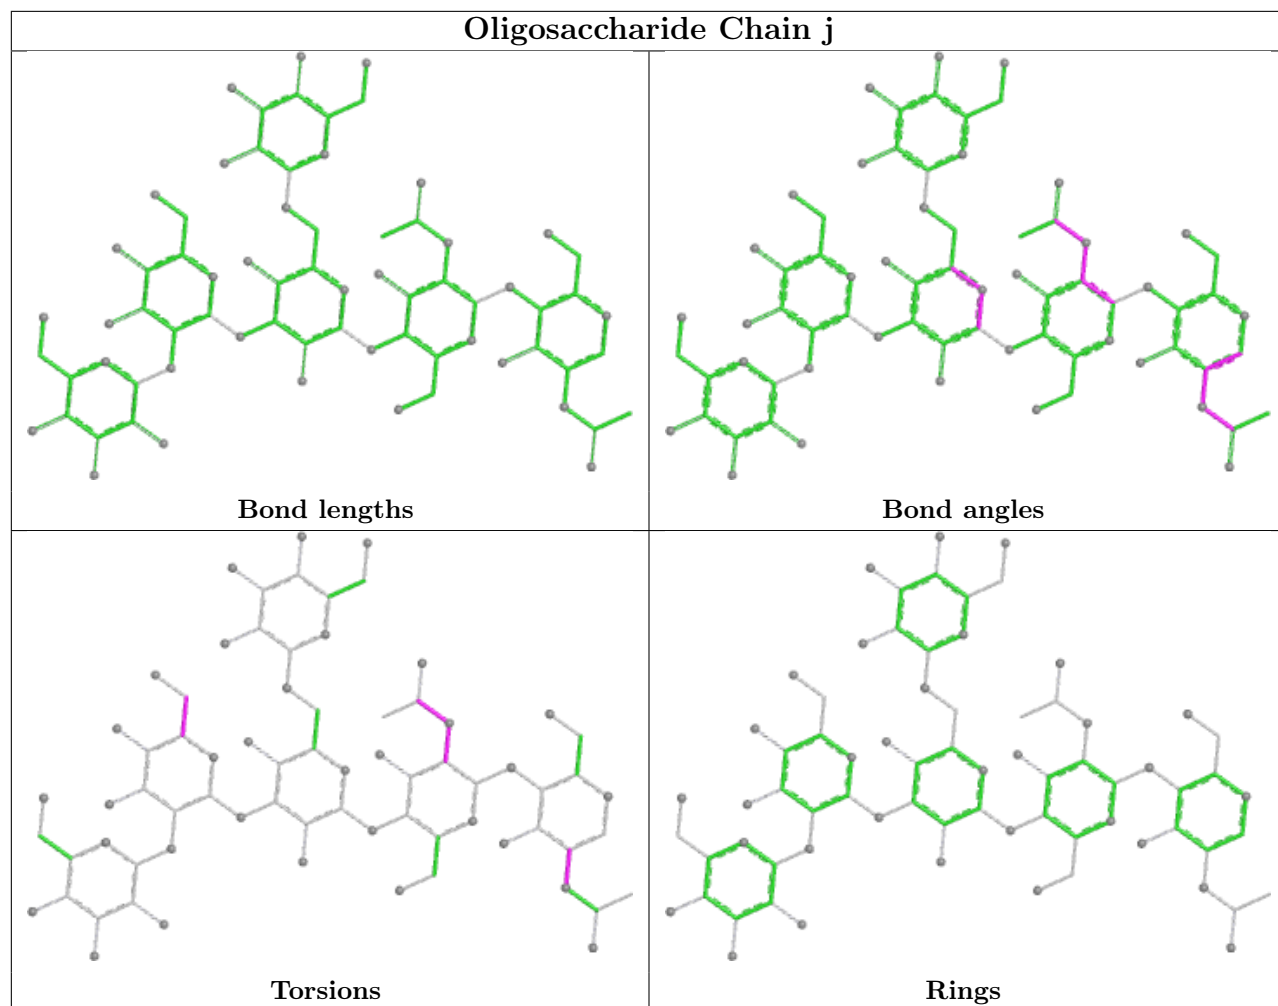 Oligosaccharide Chain j
Bond lengths
Bond angles
Torsions
Rings